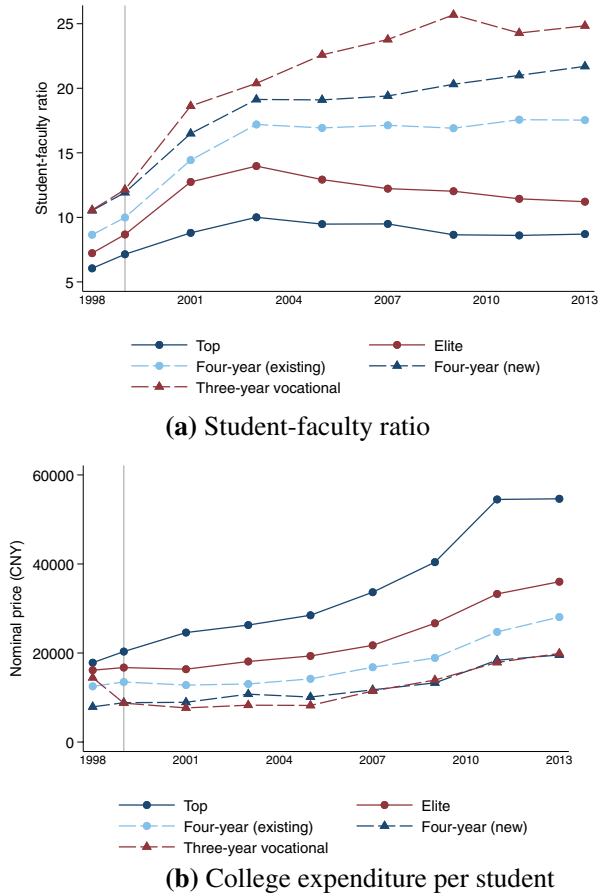 25
20
15
10
5
Student-faculty ratio
1998 2001 2004 2007 2010 2013
Top Elite
Four-year (existing) Four-year (new)
Three-year vocational
(a) Student-faculty ratio
60000
40000
20000
0
Nominal price (CNY)
1998 2001 2004 2007 2010 2013
Top Elite
Four-year (existing) Four-year (new)
Three-year vocational
(b) College expenditure per student